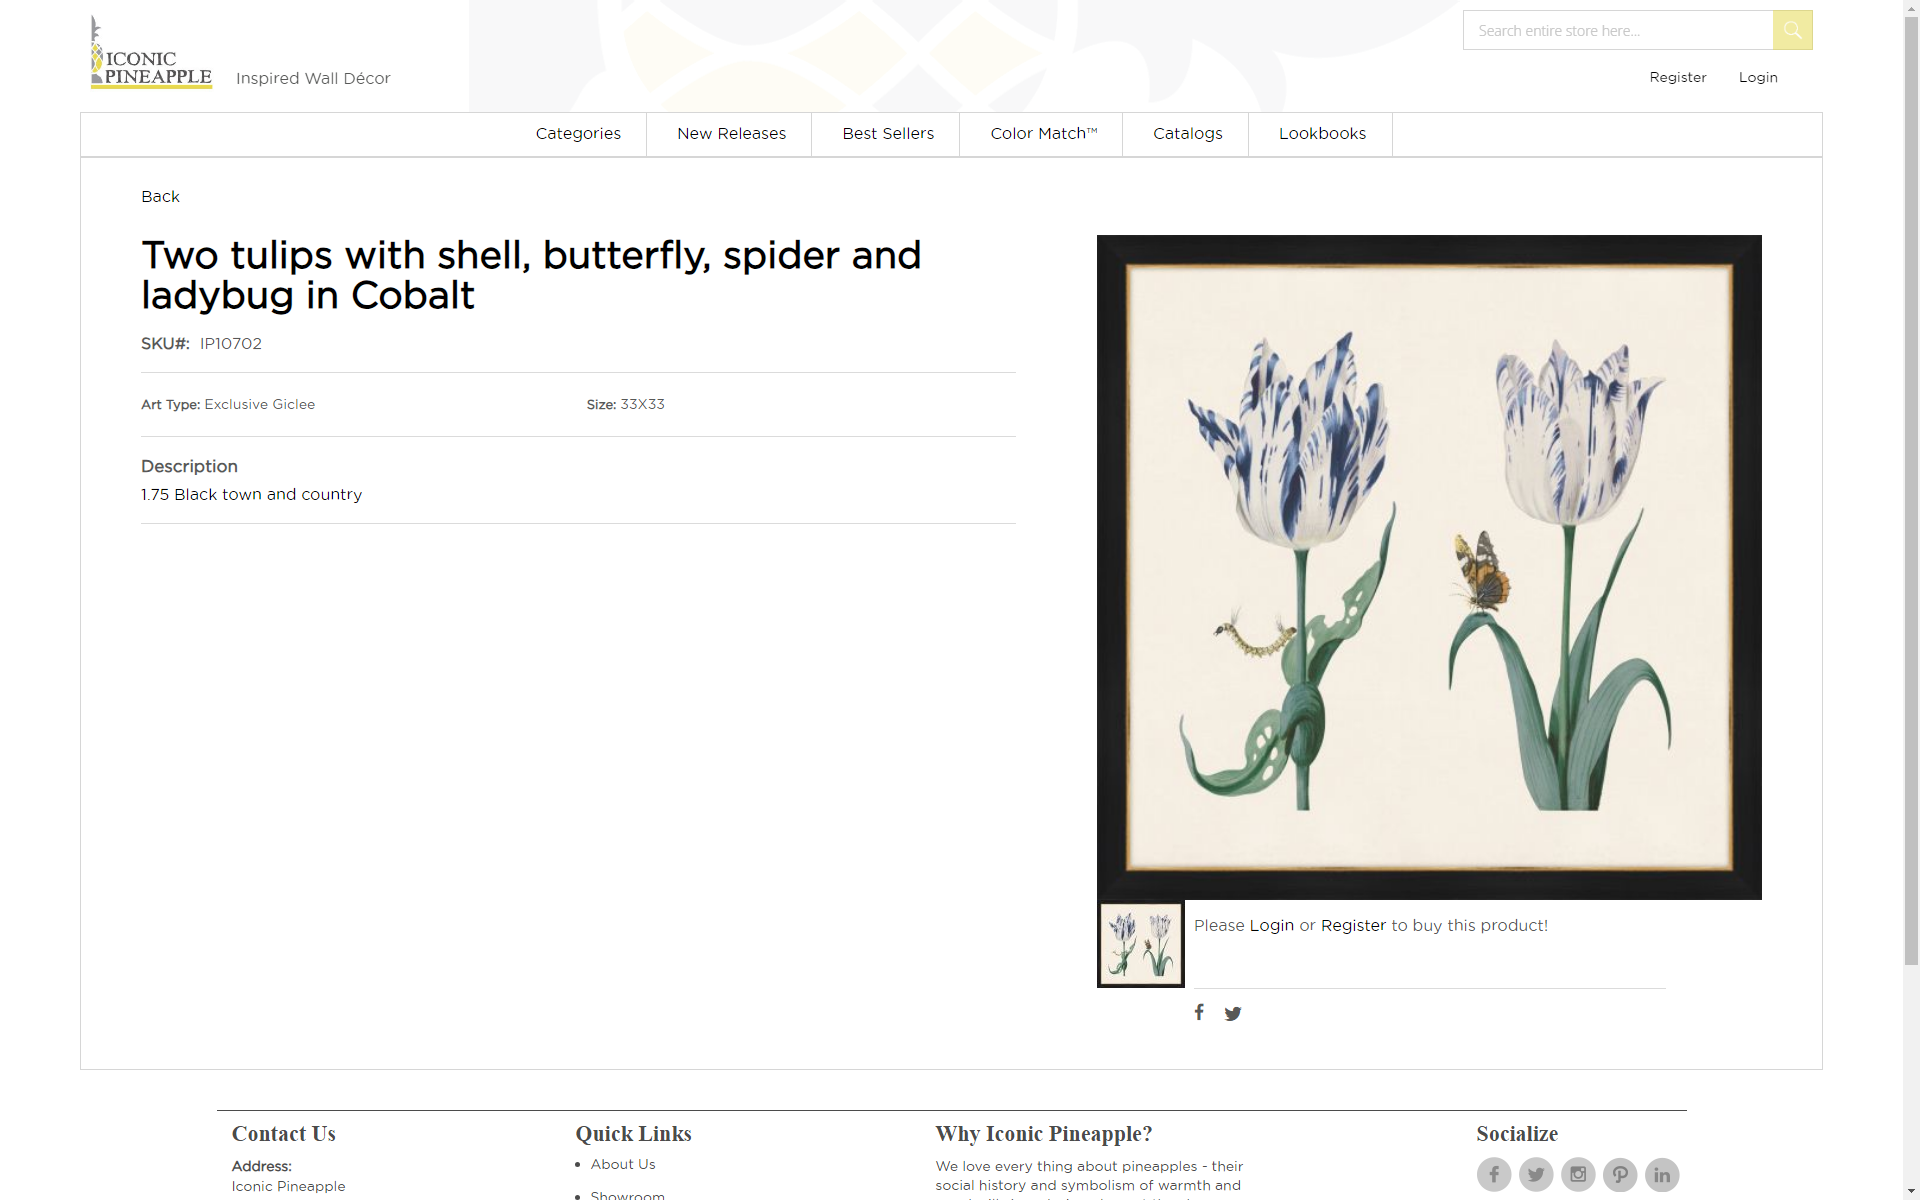 ICONIC
PINEAPPLE
Inspired Wall Décor
Search entire store here...
Register
Login
Categories
New Releases
Best Sellers
Color Match™
Catalogs
Lookbooks
Back
Two tulips with shell, butterfly, spider and
ladybug in Cobalt
SKU#: IP10702
Art Type: Exclusive Giclee
Size: 33X33
Description
1.75 Black town and country
Please Login or Register to buy this product!
Contact Us
Address:
Iconic Pineapple
Quick Links
About Us
Showroom
Why Iconic Pineapple?
We love every thing about pineapples - their
social history and symbolism of warmth and
Socialize